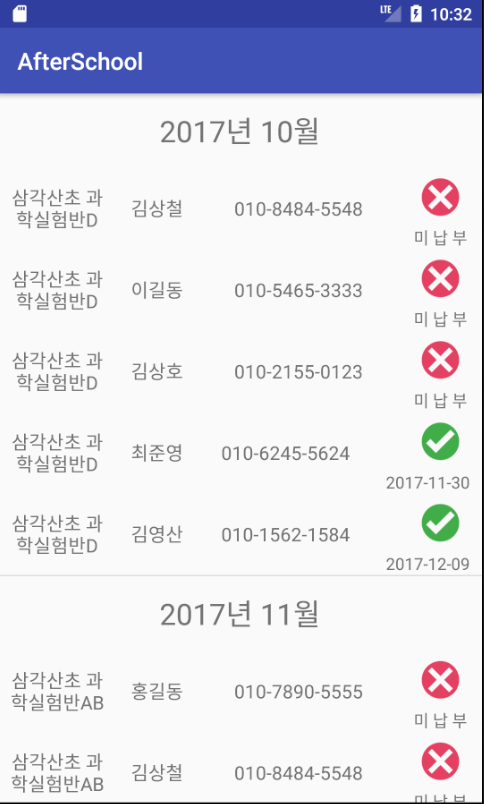 LTE 10:32
AfterSchool
2017년 10월
삼각산초 과
학실험반D
김상철
010-8484-5548
미 납 부
삼각산초 과
학실험반D
이길동
010-5465-3333
미 납 부
삼각산초 과
학실험반D
김상호
010-2155-0123
미 납 부
삼각산초 과
학실험반D
최준영
010-6245-5624
2017-11-30
삼각산초 과
학실험반D
김영산
010-1562-1584
2017-12-09
2017년 11월
삼각산초 과
학실험반AB
홍길동
010-7890-5555
미 납 부
삼각산초 과
학실험반AB
김상철
010-8484-5548
미 납 부